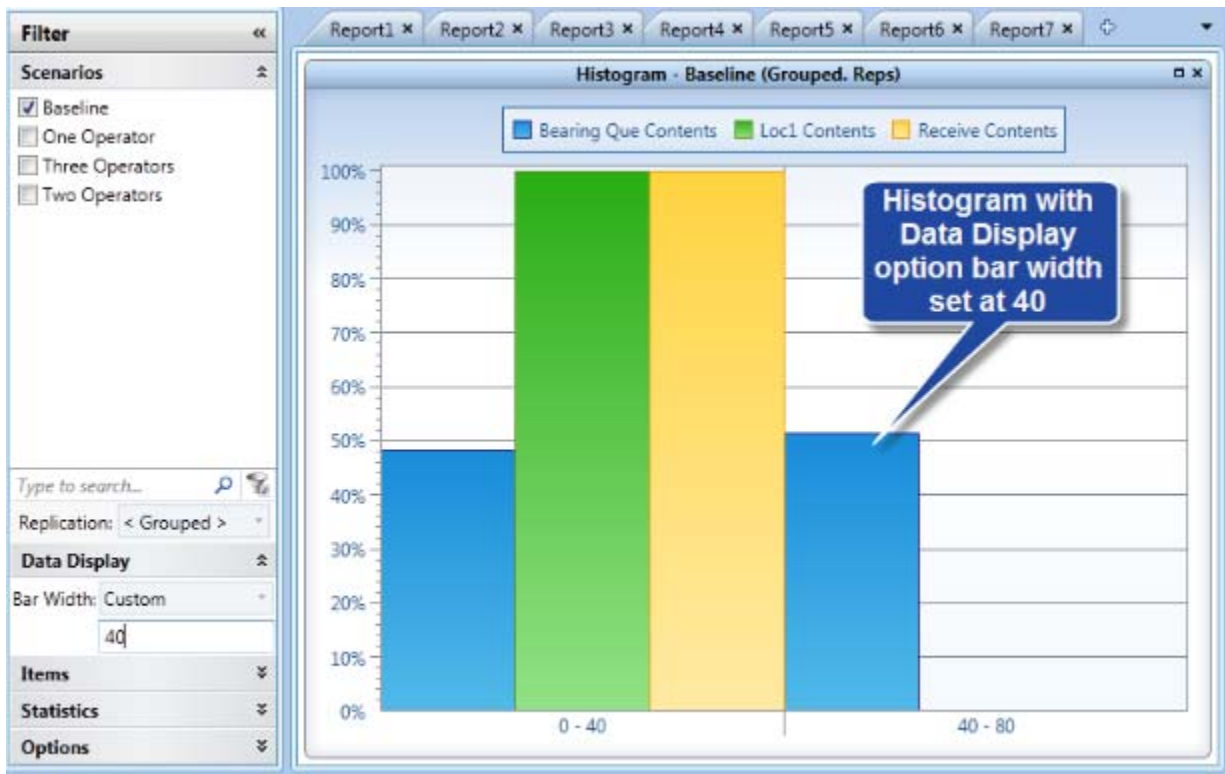 Filter
Scenarios
Baseline
One Operator
Three Operators
Two Operators
Type to search...
Replication: < Grouped >
Data Display
Bar Width: Custom
40
Items
Statistics
Options
Report1 Report2 Report3 Report4 Report5 Report6 Report7
Histogram - Baseline (Grouped. Reps)
Bearing Que Contents Loc1 Contents Receive Contents
100%
90%
80%
70%
60%
50%
40%
30%
20%
10%
0%
0 - 40 40 - 80
Histogram with
Data Display
option bar width
set at 40